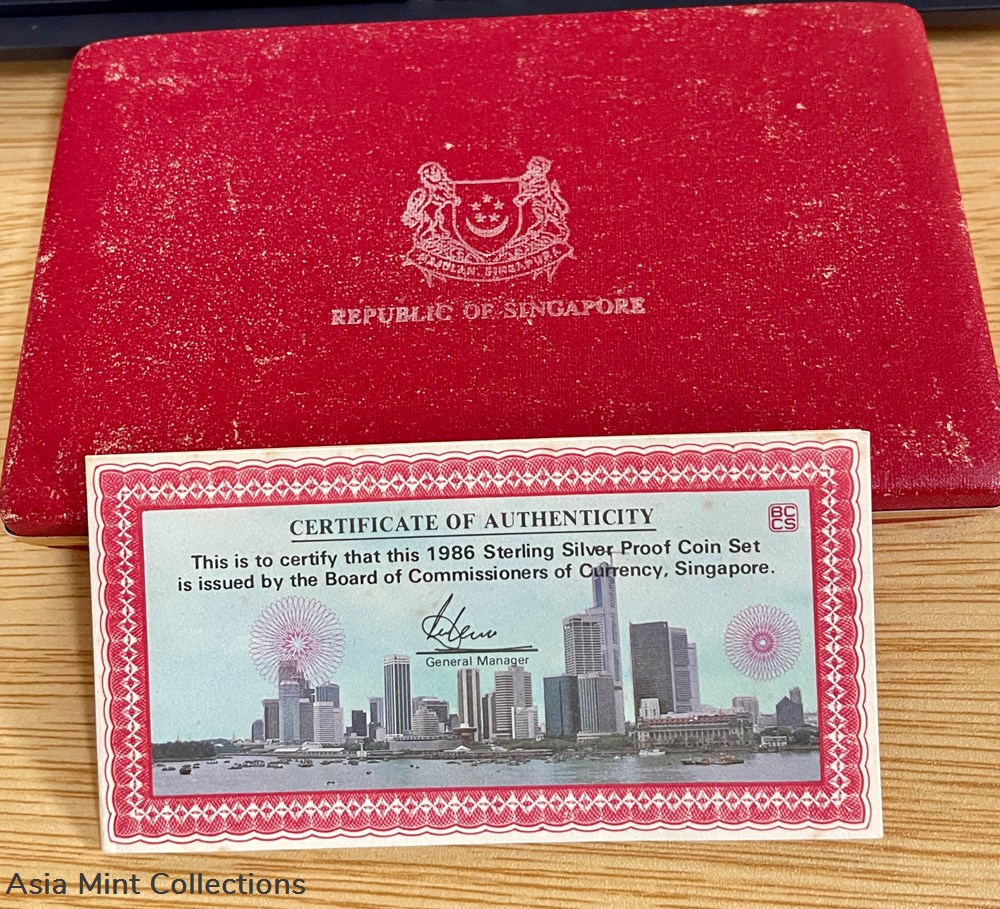 MAJULAH SINGAPURA
REPUBLIC OF SINGAPORE
CERTIFICATE OF AUTHENTICITY
BC
CS
This is to certify that this 1986 Sterling Silver Proof Coin Set
is issued by the Board of Commissioners of Currency, Singapore.
General Manager
Asia Mint Collections